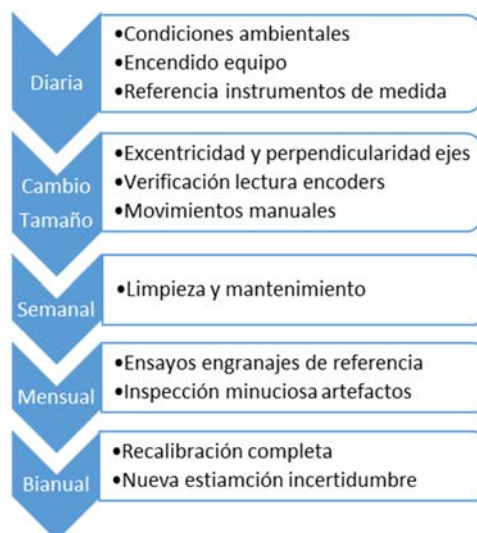 Diaria
•Condiciones ambientales
•Encendido equipo
•Referencia instrumentos de medida
Cambio
Tamaño
•Excentricidad y perpendicularidad ejes
•Verificación lectura encoders
•Movimientos manuales
Semanal
•Limpieza y mantenimiento
Mensual
•Ensayos engranajes de referencia
•Inspección minuciosa artefactos
Bianual
•Recalibración completa
•Nueva estiamción incertidumbre